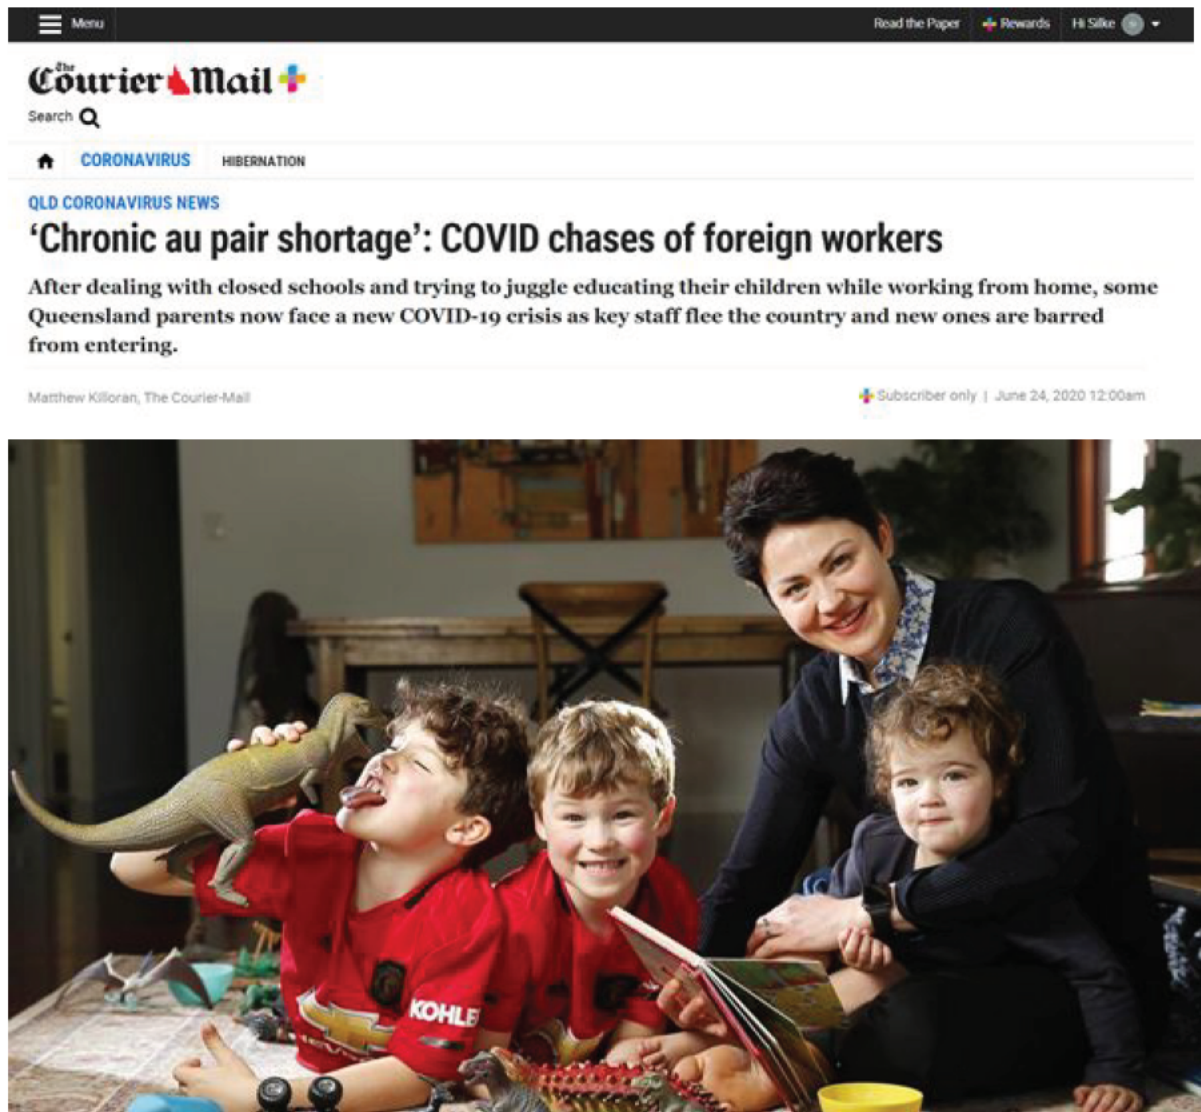 Menu
Read the Paper
Rewards
Hi Silke
The
Courier Mail
Search
CORONAVIRUS
HIBERNATION
QLD CORONAVIRUS NEWS
‘Chronic au pair shortage’: COVID chases of foreign workers
After dealing with closed schools and trying to juggle educating their children while working from home, some
Queensland parents now face a new COVID-19 crisis as key staff flee the country and new ones are barred
from entering.
Matthew Killoran, The Courier-Mail
Subscriber only | June 24, 2020 12:00am
KOHLE